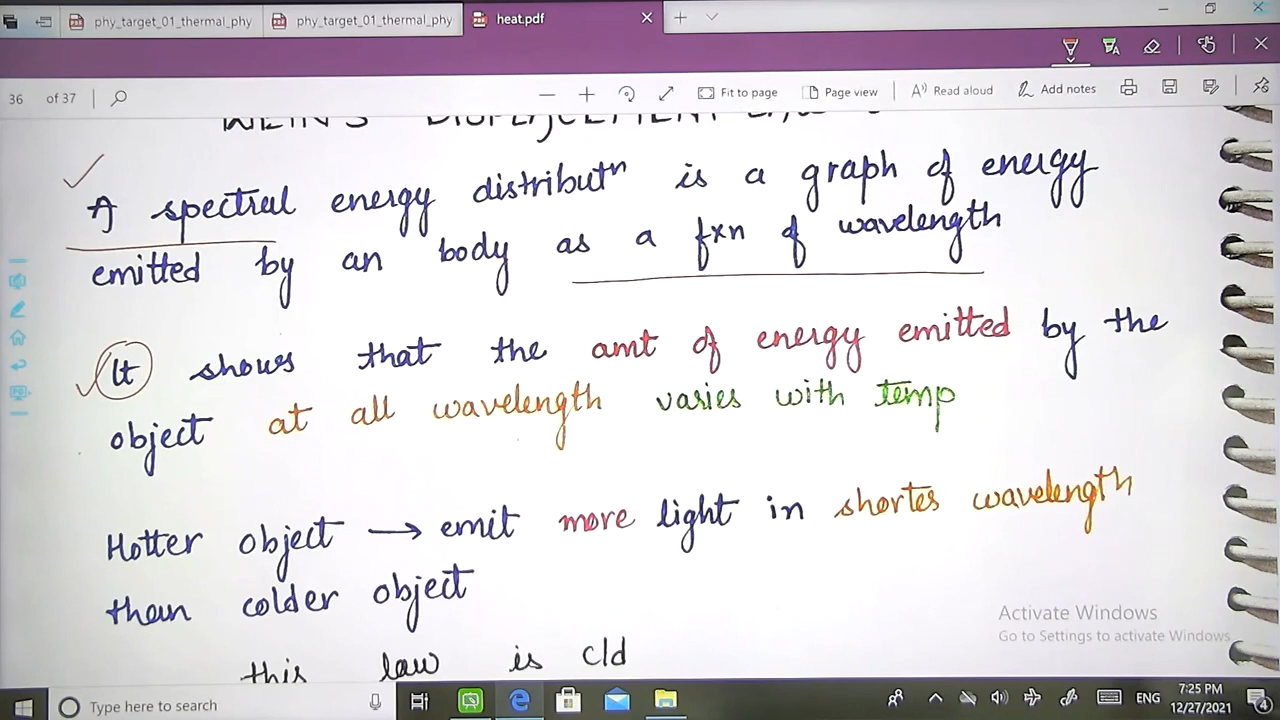 phy_target_01_thermal_phy
phy_target_01_thermal_phy
heat.pdf
36 of 37
Fit to page
Page view
Read aloud
Add notes
WEIN'S DISPLACEMENT
A spectral energy distributn is a graph of energy
emitted by an body as a fxn of wavelength
It shows that the amt of energy emitted by the
object at all wavelength varies with temp
Hotter object → emit more light in shortes wavelength
than colder object
this law is cld
Activate Windows
Go to Settings to activate Windows.
Type here to search
ENG
7:25 PM
12/27/2021
4